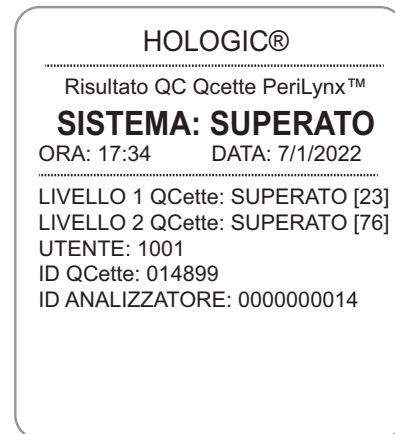 HOLOGIC®
Risultato QC Qcette PeriLynx™
SISTEMA: SUPERATO
ORA: 17:34 DATA: 7/1/2022
LIVELLO 1 QCette: SUPERATO [23]
LIVELLO 2 QCette: SUPERATO [76]
UTENTE: 1001
ID QCette: 014899
ID ANALIZZATORE: 0000000014